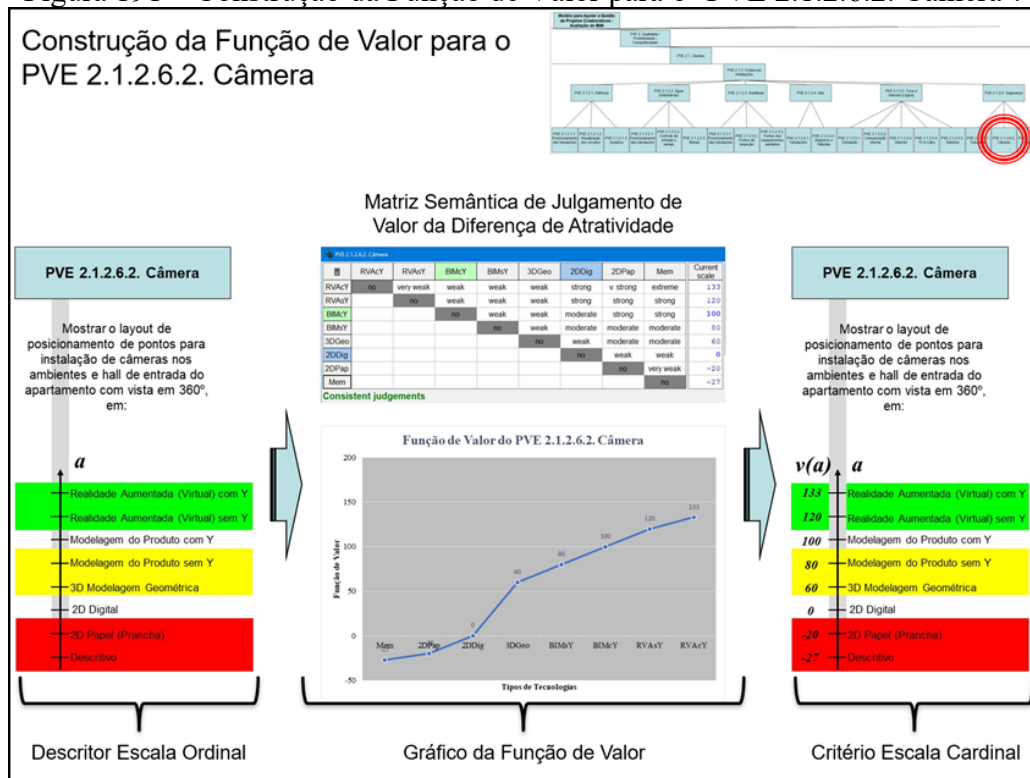 Construção da Função de Valor para o
PVE 2.1.2.6.2. Câmera
Modelo para Apoiar a Gestão
de Projetos Colaborativos -
Avaliação do BIM
Matriz Semântica de Julgamento de
Valor da Diferença de Atratividade
PVE 2.1.2.6.2. Câmera
Mostrar o layout de
posicionamento de pontos para
instalação de câmeras nos
ambientes e hall de entrada do
apartamento com vista em 360º,
em:
a
Realidade Aumentada (Virtual) com Y
Realidade Aumentada (Virtual) sem Y
Modelagem do Produto com Y
Modelagem do Produto sem Y
3D Modelagem Geométrica
2D Digital
2D Papel (Prancha)
Descritivo
Descritor Escala Ordinal
PVE 2.1.2.6.2. Câmera
RVAcY RVAsY BIMcY BIMsY 3DGeo 2DDig 2DPap Mem Current scale
RVAcY no very weak weak weak weak strong v. strong extreme 133
RVAsY no weak weak weak strong strong strong 120
BIMcY no weak weak moderate strong strong 100
BIMsY no weak moderate moderate moderate 80
3DGeo no weak moderate moderate 60
2DDig no weak weak 0
2DPap no very weak -20
Mem no -27
Consistent judgements
Função de Valor do PVE 2.1.2.6.2. Câmera
Função de Valor
200
150
100
50
0
-50
-27
0
60
80
100
120
133
Mem 2DPap 2DDig 3DGeo BIMsY BIMcY RVAsY RVAcY
Tipos de Tecnologias
Gráfico da Função de Valor
PVE 2.1.2.6.2. Câmera
Mostrar o layout de
posicionamento de pontos para
instalação de câmeras nos
ambientes e hall de entrada do
apartamento com vista em 360º,
em:
v(a) a
133 Realidade Aumentada (Virtual) com Y
120 Realidade Aumentada (Virtual) sem Y
100 Modelagem do Produto com Y
80 Modelagem do Produto sem Y
60 3D Modelagem Geométrica
0 2D Digital
-20 2D Papel (Prancha)
-27 Descritivo
Critério Escala Cardinal